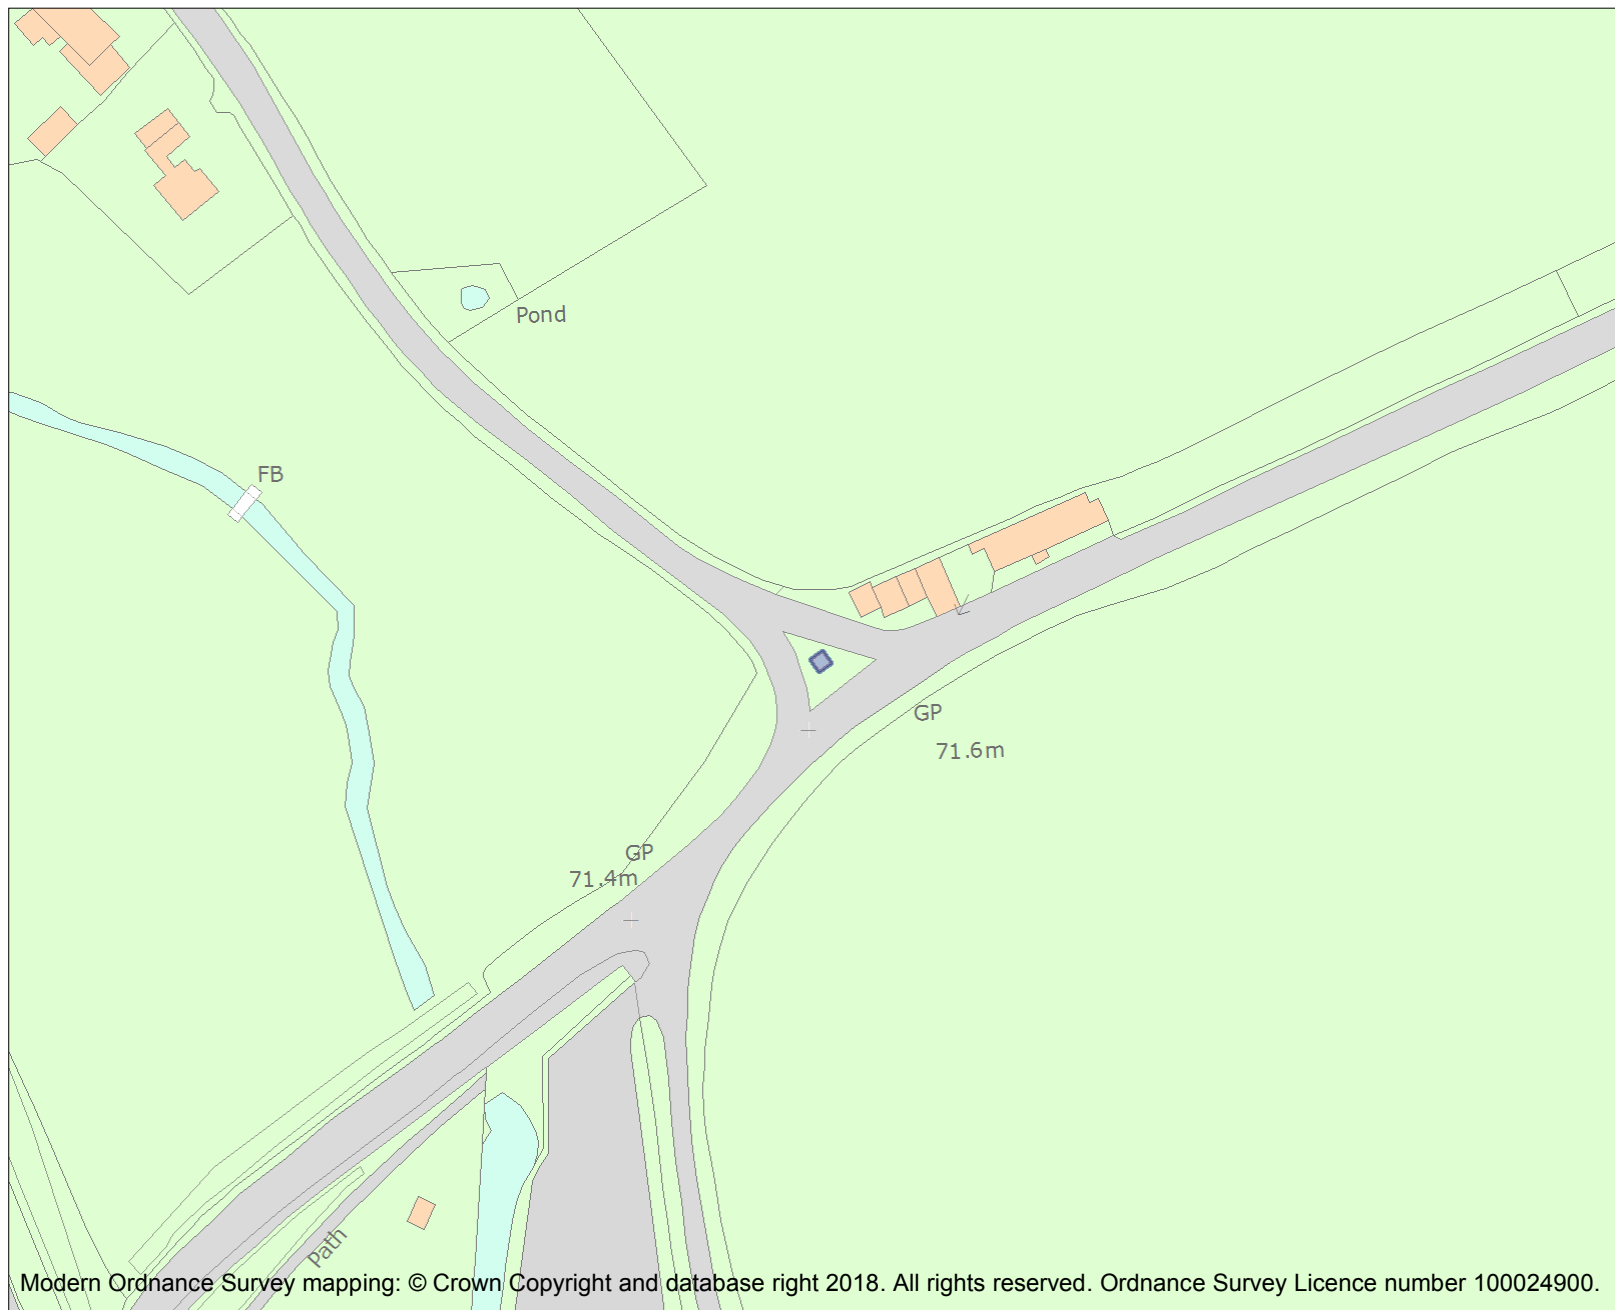 Pond
FB
GP
71.6m
GP
71.4m
Path
Modern Ordnance Survey mapping: © Crown Copyright and database right 2018. All rights reserved. Ordnance Survey Licence number 100024900.